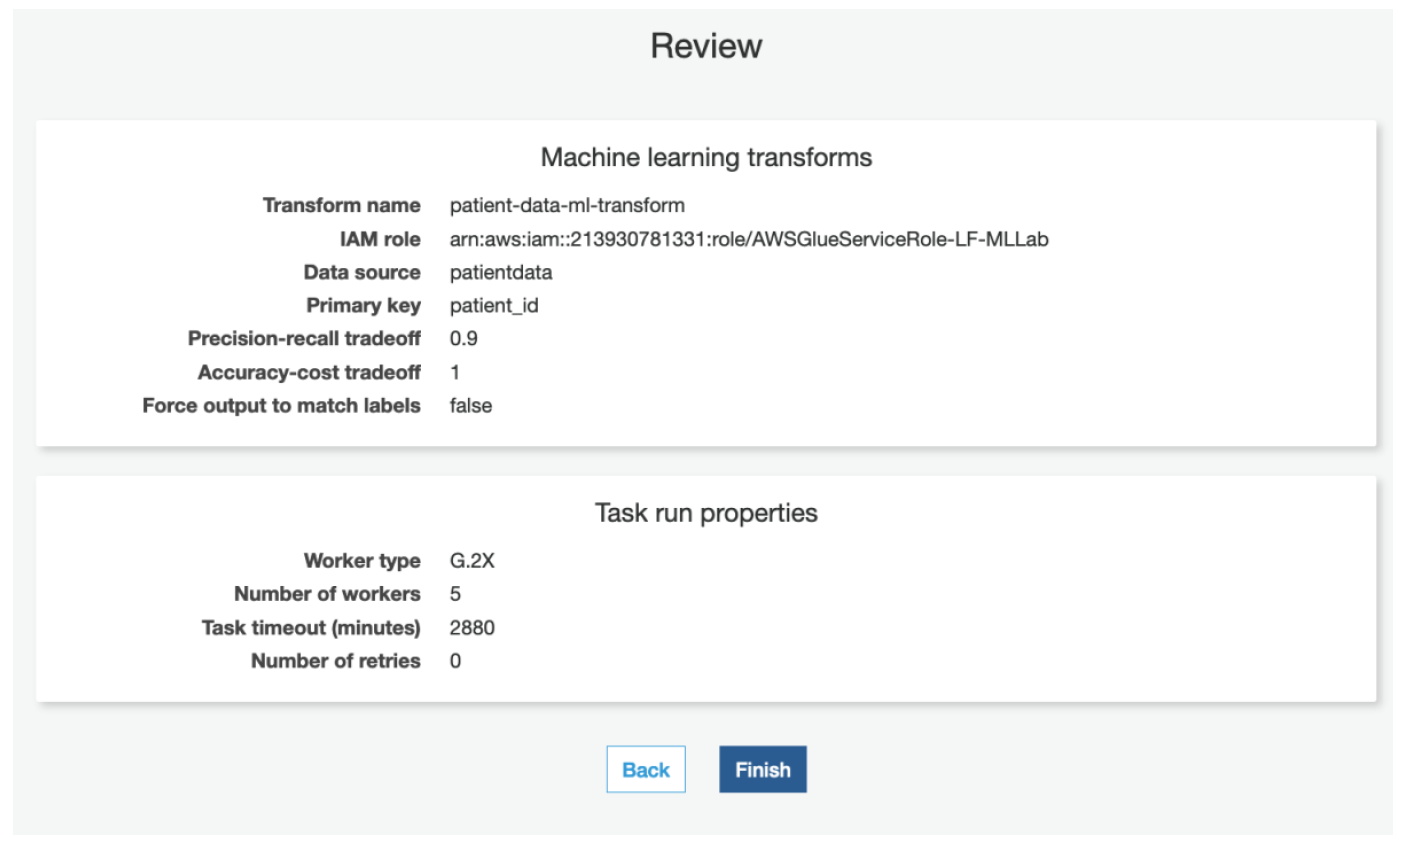 Review
Machine learning transforms
Transform name patient-data-ml-transform
IAM role arn:aws:iam::213930781331:role/AWSGlueServiceRole-LF-MLLab
Data source patientdata
Primary key patient_id
Precision-recall tradeoff 0.9
Accuracy-cost tradeoff 1
Force output to match labels false
Task run properties
Worker type G.2X
Number of workers 5
Task timeout (minutes) 2880
Number of retries 0
Back Finish